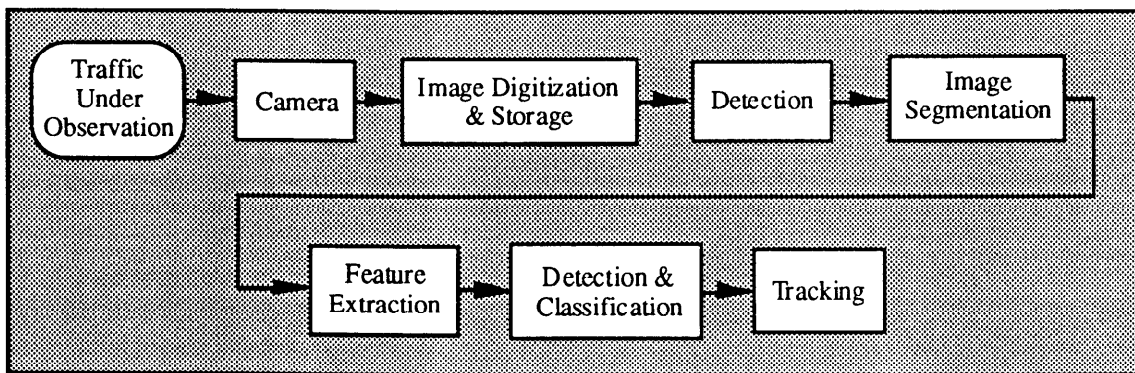 Traffic
Under
Observation
Camera
Image Digitization
& Storage
Detection
Image
Segmentation
Feature
Extraction
Detection &
Classification
Tracking